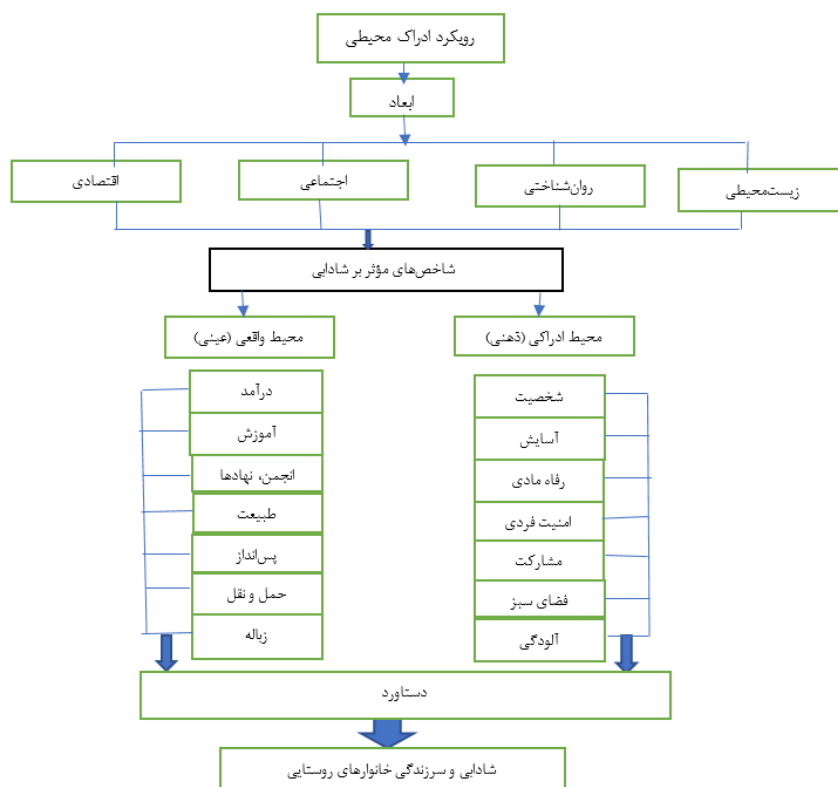 رویکرد ادراک محیطی
ابعاد
زیست‌محیطی
روان‌شناختی
اجتماعی
اقتصادی
شاخص‌های مؤثر بر شادابی
محیط ادراکی (ذهنی)
محیط واقعی (عینی)
شخصیت
آسایش
رفاه مادی
امنیت فردی
مشارکت
فضای سبز
آلودگی
درآمد
آموزش
انجمن، نهادها
طبیعت
پس‌انداز
حمل و نقل
زباله
دستاورد
شادابی و سرزندگی خانوارهای روستایی